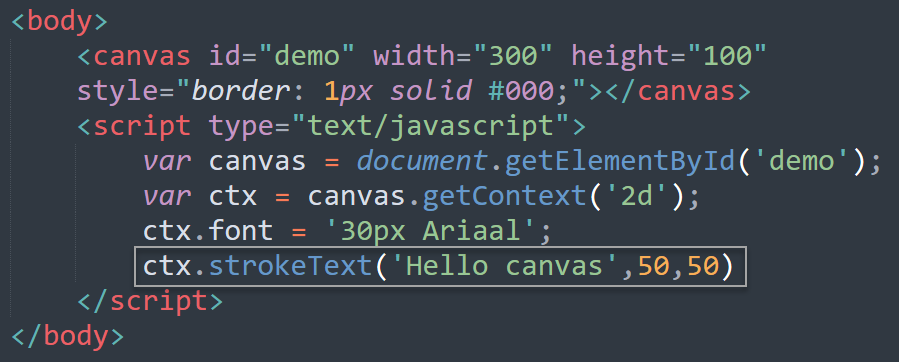 <body>
    <canvas id="demo" width="300" height="100"
    style="border: 1px solid #000;"></canvas>
    <script type="text/javascript">
        var canvas = document.getElementById('demo');
        var ctx = canvas.getContext('2d');
        ctx.font = '30px Ariaal';
        ctx.strokeText('Hello canvas',50,50)
    </script>
</body>